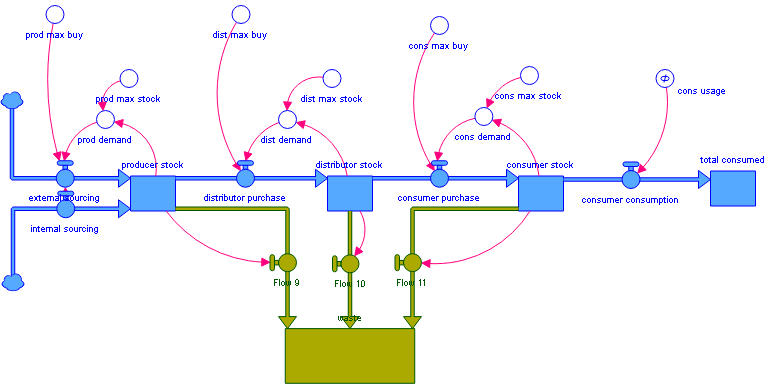 prod max buy
dist max buy
cons max buy
prod max stock
dist max stock
cons max stock
cons usage
prod demand
dist demand
cons demand
producer stock
distributor stock
consumer stock
total consumed
external sourcing
distributor purchase
consumer purchase
consumer consumption
internal sourcing
Flow 9
Flow 10
Flow 11
waste